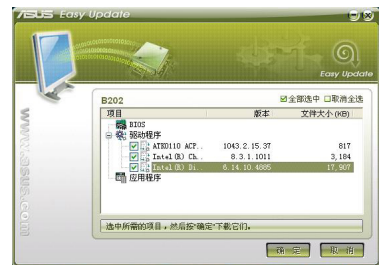 ASUS Easy Update
Easy Update
WWW.ASUS.COM
B202 全部选中 取消全选
项目 版本 文件大小 (KB)
BIOS
驱动程序
ATK0110 ACP.. 1043.2.15.37 817
Intel(R) Ch.. 8.3.1.1011 3,184
Intel(R) Di.. 6.14.10.4885 17,907
应用程序
选中所需的项目，然后按"确定"下载它们。
确 定 取 消